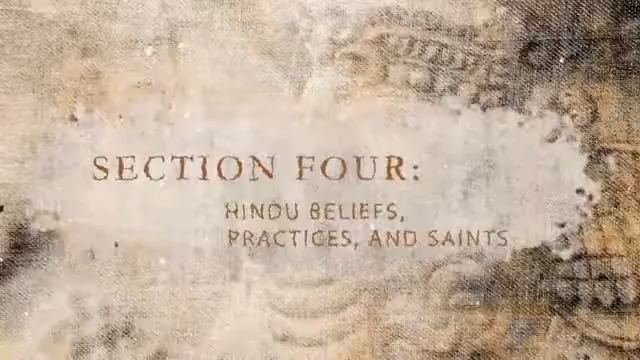 SECTION FOUR:
HINDU BELIEFS,
PRACTICES, AND SAINTS